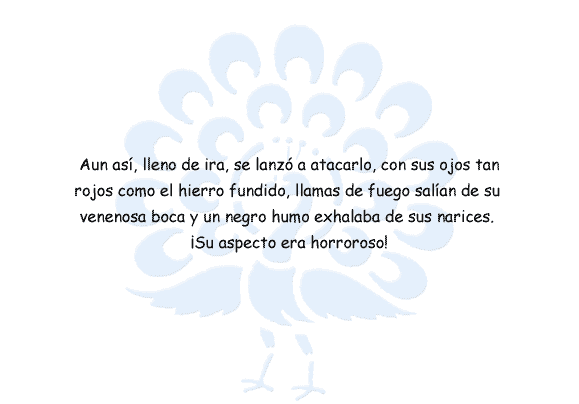 Aun así, lleno de ira, se lanzó a atacarlo, con sus ojos tan
rojos como el hierro fundido, llamas de fuego salían de su
venenosa boca y un negro humo exhalaba de sus narices.
¡Su aspecto era horroroso!